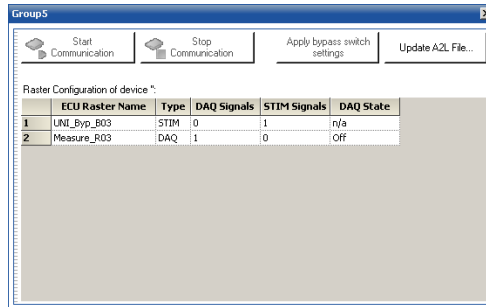 Group5
Start
Communication
Stop
Communication
Apply bypass switch
settings
Update A2L File...
Raster Configuration of device ":
ECU Raster Name Type DAQ Signals STIM Signals DAQ State
1 UNI_Byp_B03 STIM 0 1 n/a
2 Measure_R03 DAQ 1 0 Off